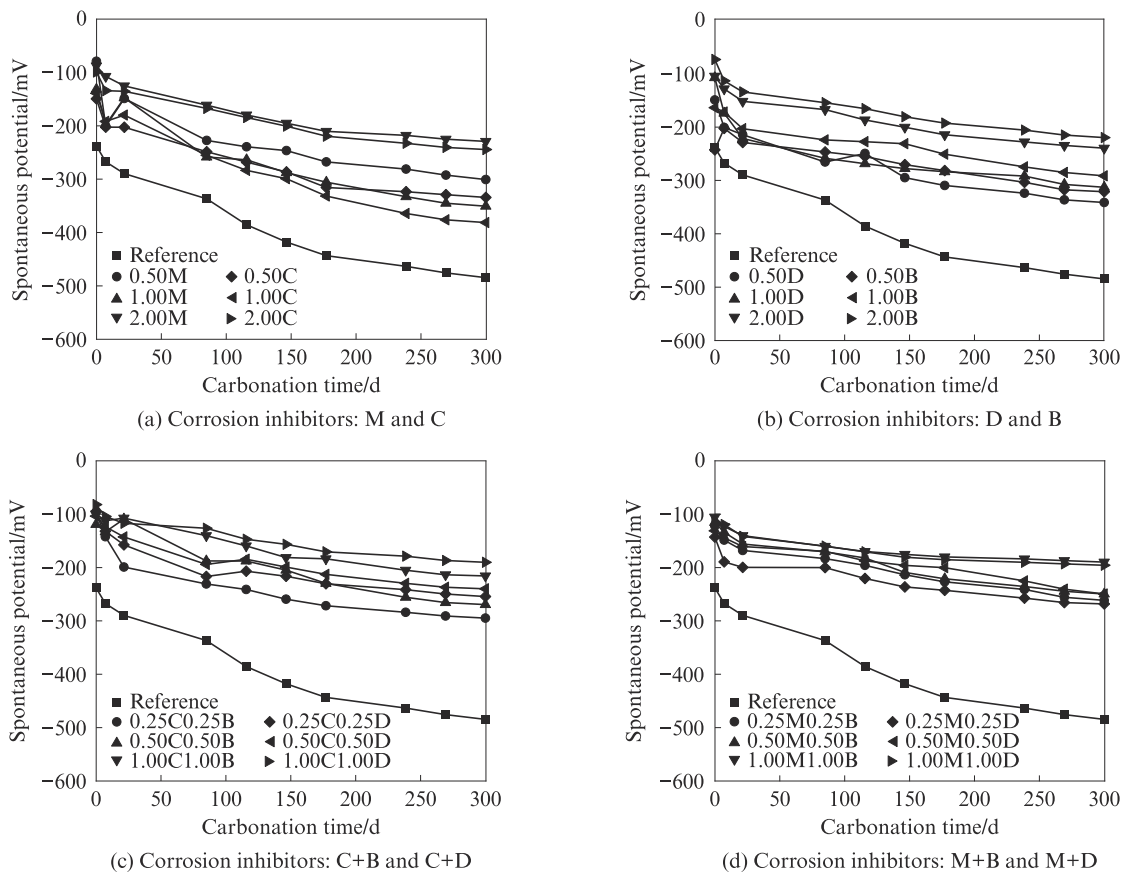 0
−100
−200
−300
−400
−500
−600
Spontaneous potential/mV
Reference
0.50M 0.50C
1.00M 1.00C
2.00M 2.00C
0 50 100 150 200 250 300
Carbonation time/d
(a) Corrosion inhibitors: M and C
0
−100
−200
−300
−400
−500
−600
Spontaneous potential/mV
Reference
0.50D 0.50B
1.00D 1.00B
2.00D 2.00B
0 50 100 150 200 250 300
Carbonation time/d
(b) Corrosion inhibitors: D and B
0
−100
−200
−300
−400
−500
−600
Spontaneous potential/mV
Reference
0.25C0.25B 0.25C0.25D
0.50C0.50B 0.50C0.50D
1.00C1.00B 1.00C1.00D
0 50 100 150 200 250 300
Carbonation time/d
(c) Corrosion inhibitors: C+B and C+D
0
−100
−200
−300
−400
−500
−600
Spontaneous potential/mV
Reference
0.25M0.25B 0.25M0.25D
0.50M0.50B 0.50M0.50D
1.00M1.00B 1.00M1.00D
0 50 100 150 200 250 300
Carbonation time/d
(d) Corrosion inhibitors: M+B and M+D